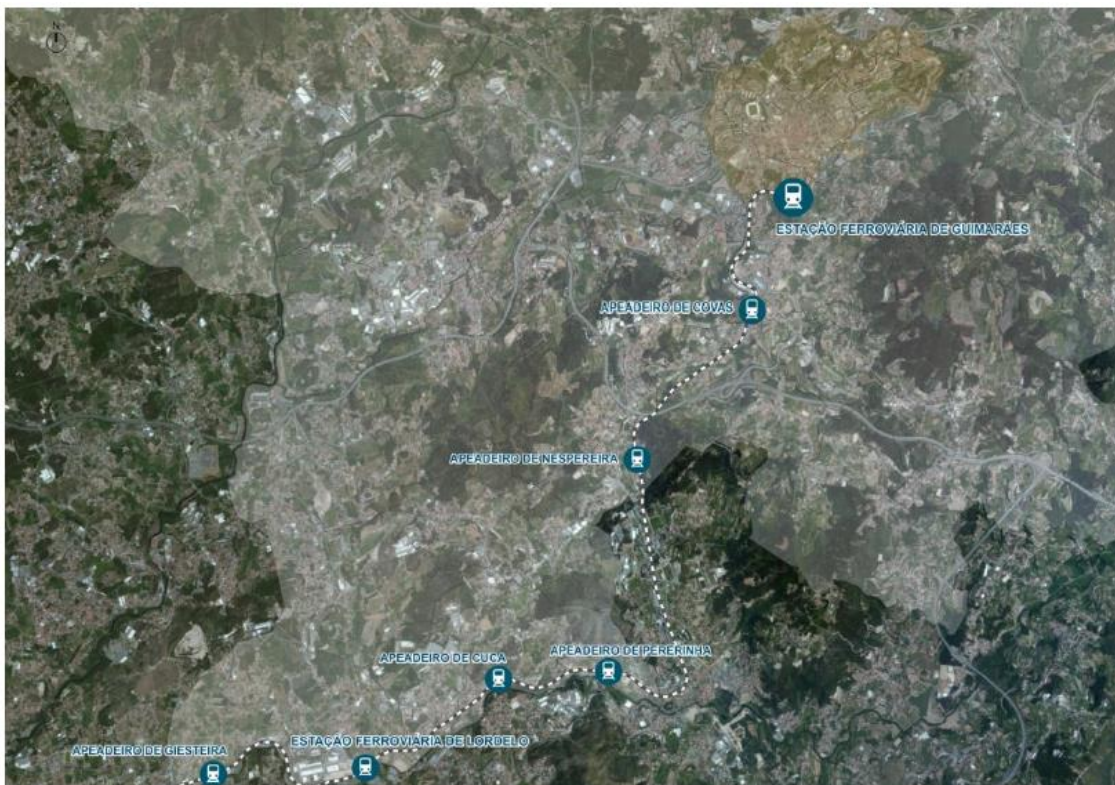 N
ESTAÇÃO FERROVIÁRIA DE GUIMARÃES
APEADEIRO DE COVAS
APEADEIRO DE NESPEREIRA
APEADEIRO DE PERERINHA
APEADEIRO DE CUCA
ESTAÇÃO FERROVIÁRIA DE LORDELO
APEADEIRO DE GIESTEIRA